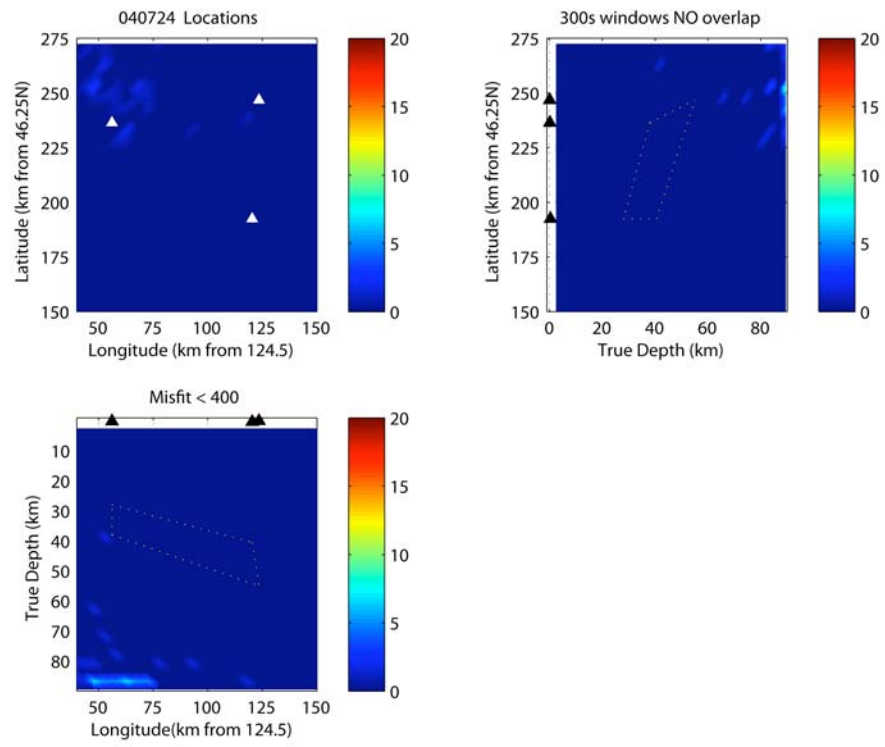 040724 Locations
275
250
225
200
175
150
Latitude (km from 46.25N)
50 75 100 125 150
Longitude (km from 124.5)
20
15
10
5
0
300s windows NO overlap
275
250
225
200
175
150
Latitude (km from 46.25N)
0 20 40 60 80
True Depth (km)
20
15
10
5
0
Misfit < 400
10
20
30
40
50
60
70
80
True Depth (km)
50 75 100 125 150
Longitude(km from 124.5)
20
15
10
5
0